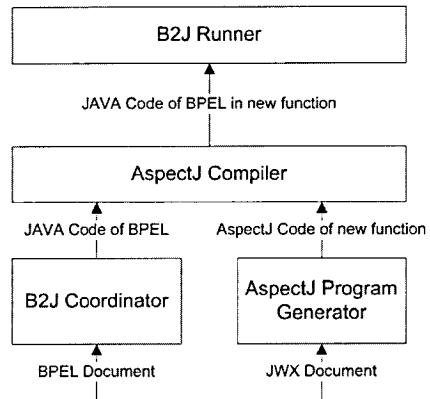 B2J Runner
JAVA Code of BPEL in new function
AspectJ Compiler
JAVA Code of BPEL
AspectJ Code of new function
B2J Coordinator
AspectJ Program
Generator
BPEL Document
JWX Document